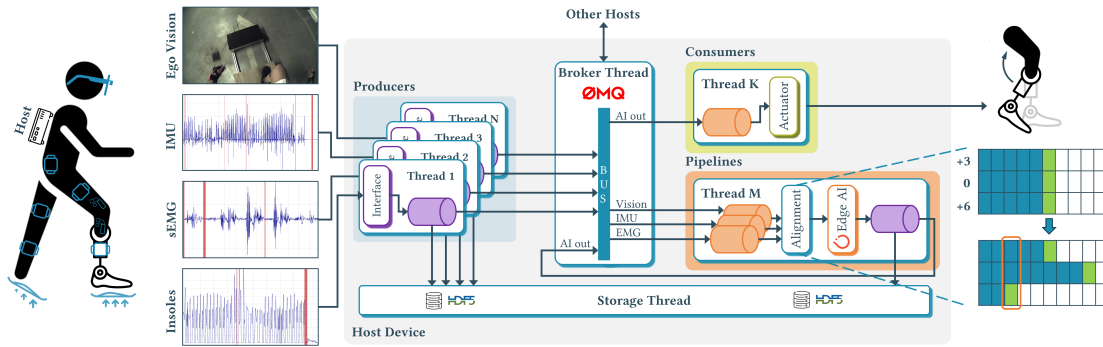 Other Hosts
Ego Vision
IMU
sEMG
Insoles
Host
Producers
Thread N
Thread 3
Thread 2
Thread 1
Interface
Broker Thread
ØMQ
BUS
AI out
Vision
IMU
EMG
AI out
Consumers
Thread K
Actuator
Pipelines
Thread M
Alignment
Edge AI
HDF5
Storage Thread
HDF5
Host Device
+3
0
+6